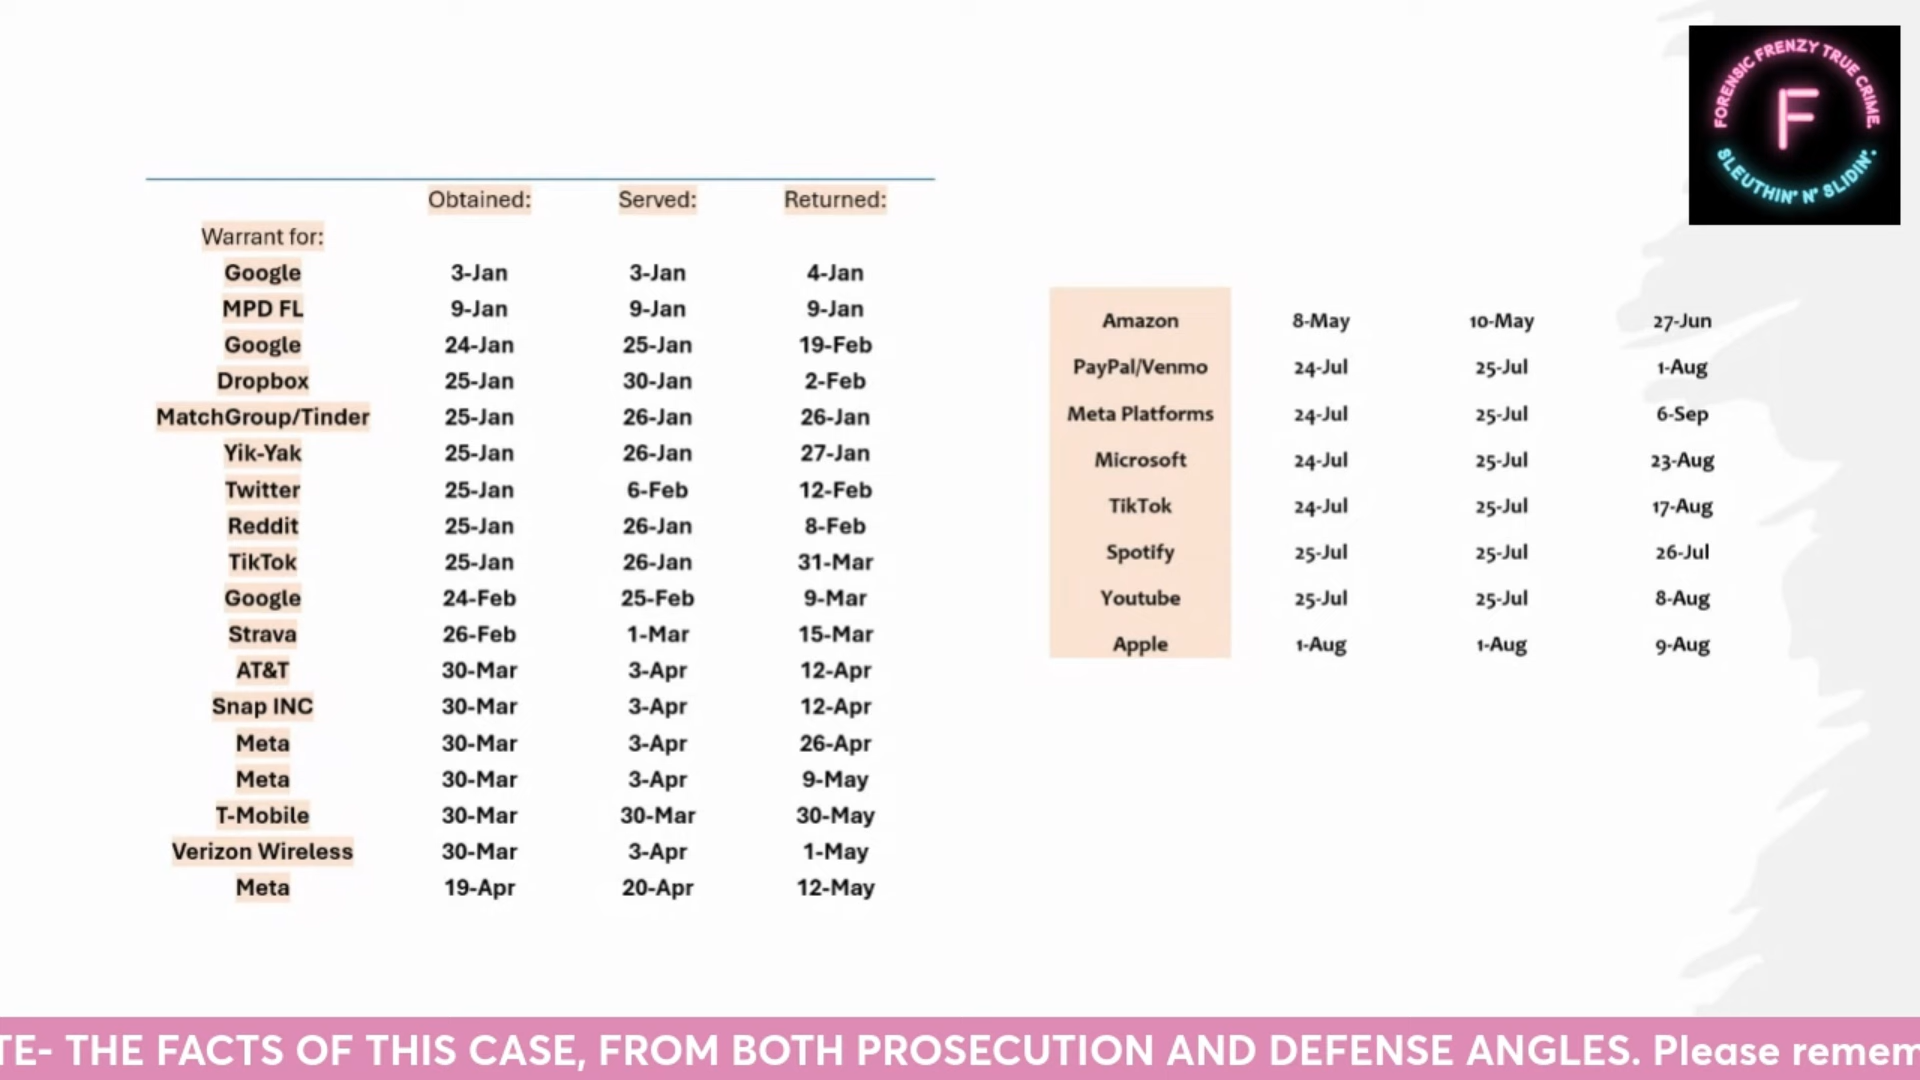 FORENSIC FRENZY TRUE CRIME.
F
SLEUTHIN' N' SLIDIN'.
Obtained: Served: Returned:
Warrant for:
Google 3-Jan 3-Jan 4-Jan
MPD FL 9-Jan 9-Jan 9-Jan
Google 24-Jan 25-Jan 19-Feb
Dropbox 25-Jan 30-Jan 2-Feb
MatchGroup/Tinder 25-Jan 26-Jan 26-Jan
Yik-Yak 25-Jan 26-Jan 27-Jan
Twitter 25-Jan 6-Feb 12-Feb
Reddit 25-Jan 26-Jan 8-Feb
TikTok 25-Jan 26-Jan 31-Mar
Google 24-Feb 25-Feb 9-Mar
Strava 26-Feb 1-Mar 15-Mar
AT&T 30-Mar 3-Apr 12-Apr
Snap INC 30-Mar 3-Apr 12-Apr
Meta 30-Mar 3-Apr 26-Apr
Meta 30-Mar 3-Apr 9-May
T-Mobile 30-Mar 30-Mar 30-May
Verizon Wireless 30-Mar 3-Apr 1-May
Meta 19-Apr 20-Apr 12-May
Amazon 8-May 10-May 27-Jun
PayPal/Venmo 24-Jul 25-Jul 1-Aug
Meta Platforms 24-Jul 25-Jul 6-Sep
Microsoft 24-Jul 25-Jul 23-Aug
TikTok 24-Jul 25-Jul 17-Aug
Spotify 25-Jul 25-Jul 26-Jul
Youtube 25-Jul 25-Jul 8-Aug
Apple 1-Aug 1-Aug 9-Aug
TE- THE FACTS OF THIS CASE, FROM BOTH PROSECUTION AND DEFENSE ANGLES. Please remem